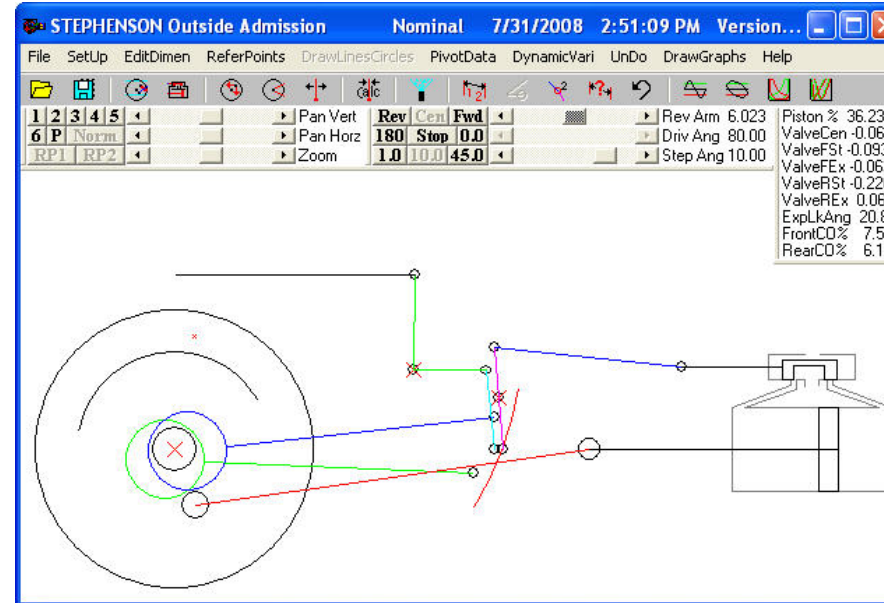 STEPHENSON Outside Admission Nominal 7/31/2008 2:51:09 PM Version...
File SetUp EditDimen ReferPoints DrawLinesCircles PivotData DynamicVari UnDo DrawGraphs Help
calc
1 2 3 4 5 Pan Vert Rev Cen Fwd Rev Arm 6.023
6 P Norm Pan Horz 180 Stop 0.0 Driv Ang 80.00
RP1 RP2 Zoom 1.0 10.0 45.0 Step Ang 10.00
Piston % 36.23
ValveCen -0.06
ValveFSt -0.093
ValveFEx -0.06
ValveRSt -0.22
ValveREx 0.06
ExpLkAng 20.8
FrontCO% 7.5
RearCO% 6.1